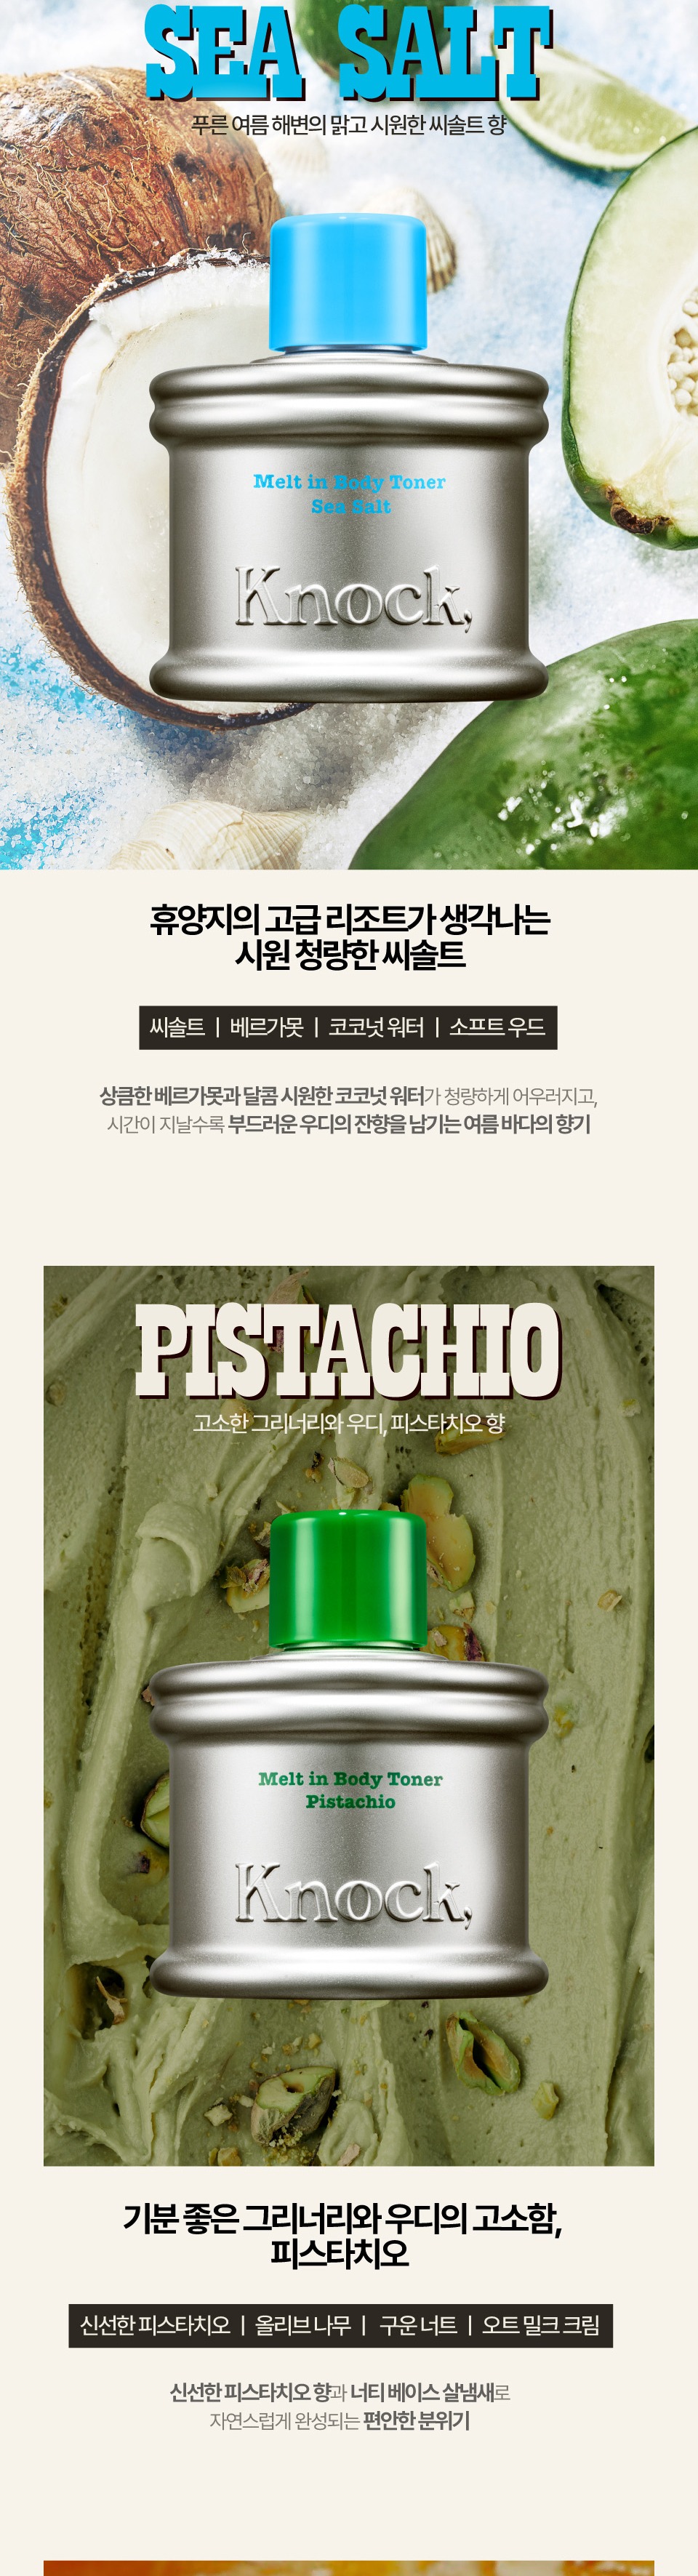 SEA SALT
푸른 여름 해변의 맑고 시원한 씨솔트 향
Melt in Body Toner
Sea Salt
Knock,
휴양지의 고급 리조트가 생각나는
시원 청량한 씨솔트
씨솔트 | 베르가못 | 코코넛 워터 | 소프트 우드
상큼한 베르가못과 달콤 시원한 코코넛 워터가 청량하게 어우러지고,
시간이 지날수록 부드러운 우디의 잔향을 남기는 여름 바다의 향기
PISTACHIO
고소한 그리너리와 우디, 피스타치오 향
Melt in Body Toner
Pistachio
Knock,
기분 좋은 그리너리와 우디의 고소함,
피스타치오
신선한 피스타치오 | 올리브 나무 | 구운 너트 | 오트 밀크 크림
신선한 피스타치오 향과 너티 베이스 살냄새로
자연스럽게 완성되는 편안한 분위기